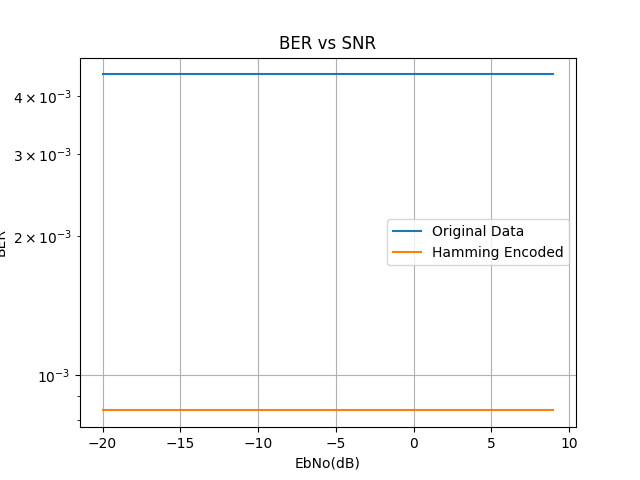 BER vs SNR
4 × 10⁻³
3 × 10⁻³
2 × 10⁻³
10⁻³
BER
Original Data
Hamming Encoded
−20
−15
−10
−5
0
5
10
EbNo(dB)